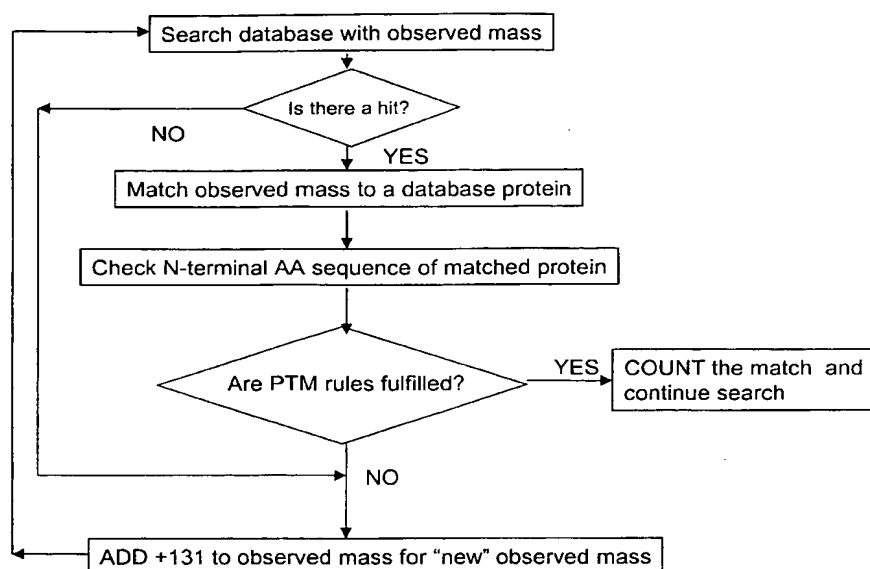 Search database with observed mass
Is there a hit?
NO
YES
Match observed mass to a database protein
Check N-terminal AA sequence of matched protein
Are PTM rules fulfilled?
YES
COUNT the match and
continue search
NO
ADD +131 to observed mass for “new” observed mass